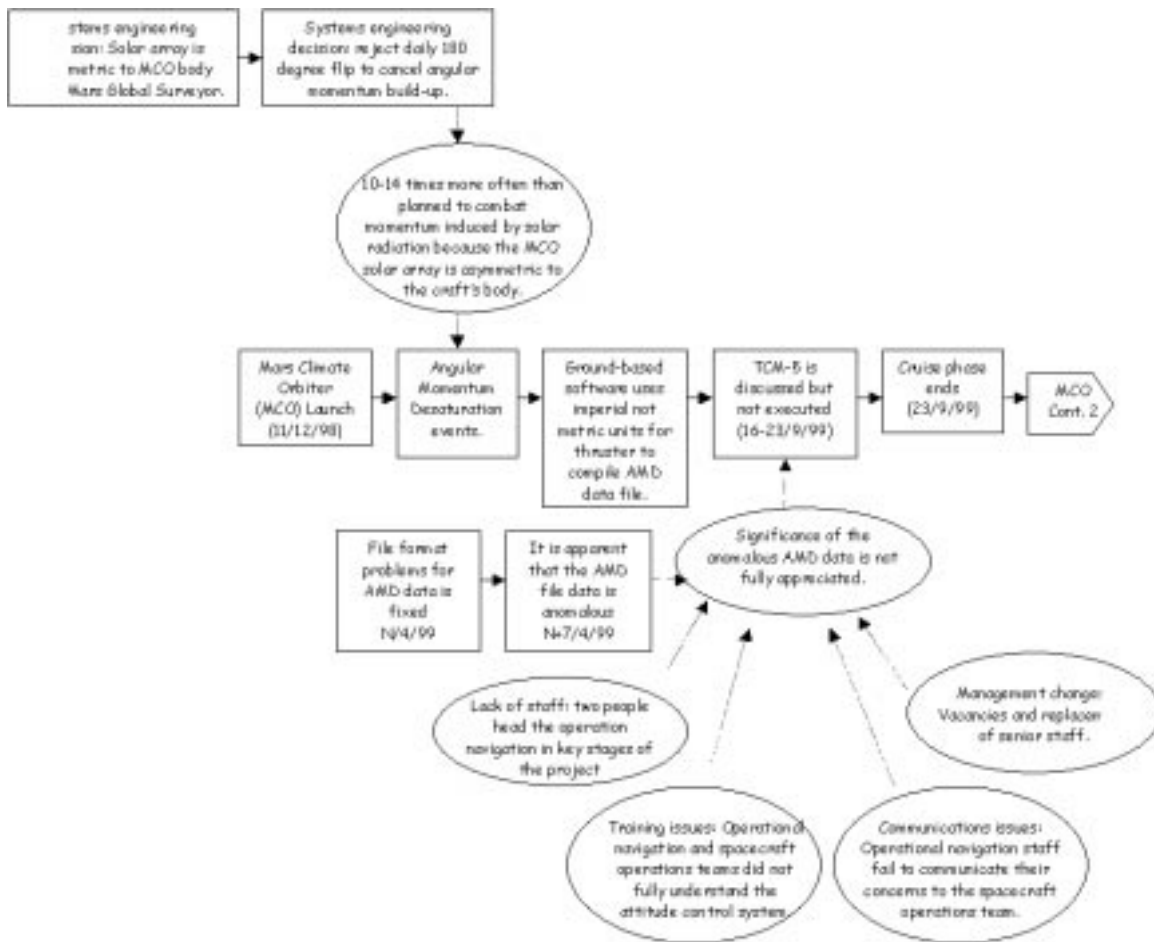 stems engineering
sion: Solar array is
metric to MCO body
Mars Global Surveyor.
Systems engineering
decision: reject daily 180
degree flip to cancel angular
momentum build-up.
10-14 times more often than
planned to combat
momentum induced by solar
radiation because the MCO
solar array is asymmetric to
the craft's body.
Mars Climate
Orbiter
(MCO) Launch
(11/12/98)
Angular
Momentum
Desaturation
events.
Ground-based
software uses
imperial not
metric units for
thruster to
compile AMD
data file.
TCM-5 is
discussed but
not executed
(16-23/9/99)
Cruise phase
ends
(23/9/99)
MCO
Cont. 2
File format
problems for
AMD data is
fixed
N/4/99
It is apparent
that the AMD
file data is
anomalous
N+7/4/99
Significance of the
anomalous AMD data is not
fully appreciated.
Lack of staff: two people
head the operation
navigation in key stages of
the project
Management change:
Vacancies and replacem
of senior staff.
Training issues: Operational
navigation and spacecraft
operations teams did not
fully understand the
attitude control system.
Communications issues:
Operational navigation staff
fail to communicate their
concerns to the spacecraft
operations team.